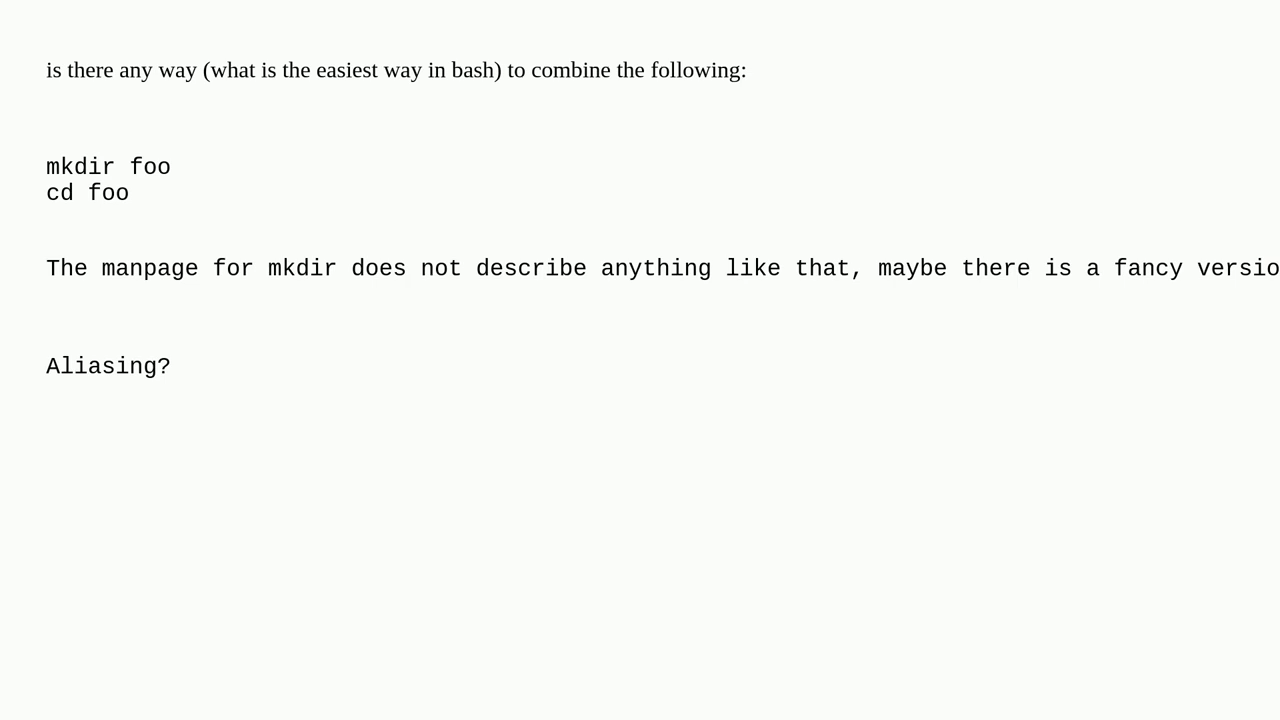 is there any way (what is the easiest way in bash) to combine the following:
mkdir foo
cd foo
The manpage for mkdir does not describe anything like that, maybe there is a fancy versio
Aliasing?